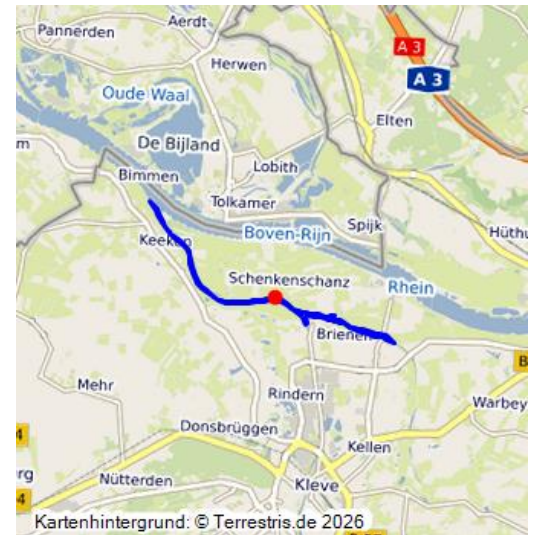 Aerdt
Pannerden
Herwen
A 3
A 3
Oude Waal
Elten
De Bijland
Lobith
Bimmen
Tolkamer
Spijk
Boven-Rijn
Hüthu
Keeken
Schenkenschanz
Rhein
Brienen
B
Mehr
Rindern
Warbey
Donsbrüggen
Kellen
Nütterden
Kleve
Kartenhintergrund: © Terrestris.de 2026